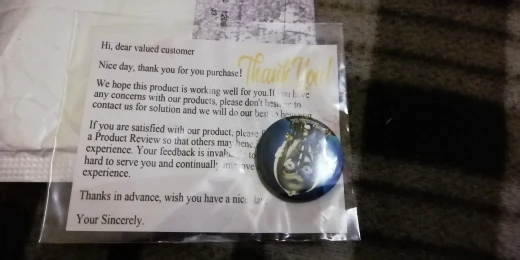 Hi, dear valued customer
Thank You!
Nice day, thank you for you purchase!
We hope this product is working well for you.If you have
any concerns with our products, please don't to
contact us for solution and we will do our best
If you are satisfied with our product, please
a Product Review so that others may
experience. Your feedback is to
hard to serve you and continually
experience.
Thanks in advance, wish you have a nice
Your Sincerely.